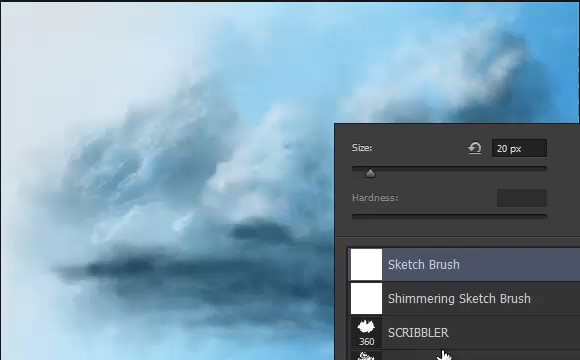 Size:
20 px
Hardness:
Sketch Brush
Shimmering Sketch Brush
SCRIBBLER
360